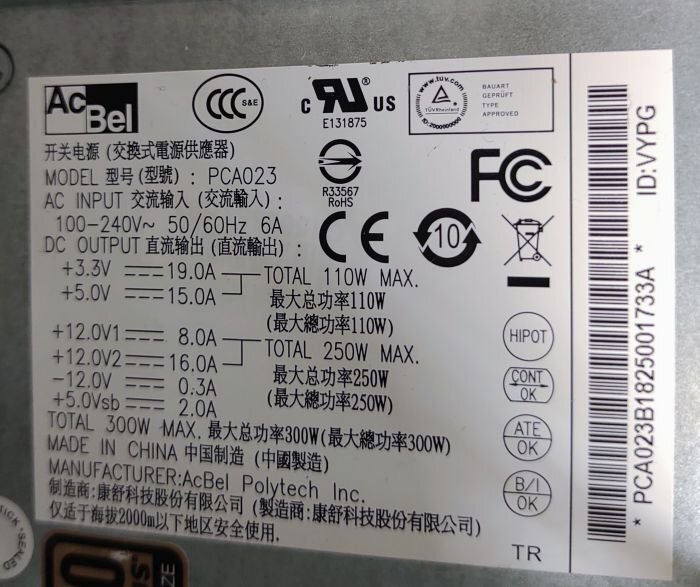 AcBel
CCC S&E
c RU US
E131875
www.tuv.com
TÜVRheinland
ID: 2000000000
BAUART
GEPRÜFT
TYPE
APPROVED
开关电源 (交換式電源供應器)
MODEL 型号(型號) : PCA023
AC INPUT 交流输入 (交流輸入) :
100-240V~ 50/60Hz 6A
DC OUTPUT 直流输出 (直流輸出) :
R33567
RoHS
FC
CE
10
+3.3V 19.0A TOTAL 110W MAX.
+5.0V 15.0A 最大总功率110W
(最大總功率110W)
+12.0V1 8.0A TOTAL 250W MAX.
+12.0V2 16.0A 最大总功率250W
-12.0V 0.3A (最大總功率250W)
+5.0Vsb 2.0A
TOTAL 300W MAX. 最大总功率300W(最大總功率300W)
MADE IN CHINA 中国制造 (中國製造)
MANUFACTURER:AcBel Polytech Inc.
制造商:康舒科技股份有限公司 (製造商:康舒科技股份有限公司)
仅适于海拔2000m以下地区安全使用.
HIPOT
CONT
OK
ATE
OK
B/I
OK
TR
* PCA023B1825001733A *
ID:VYPG